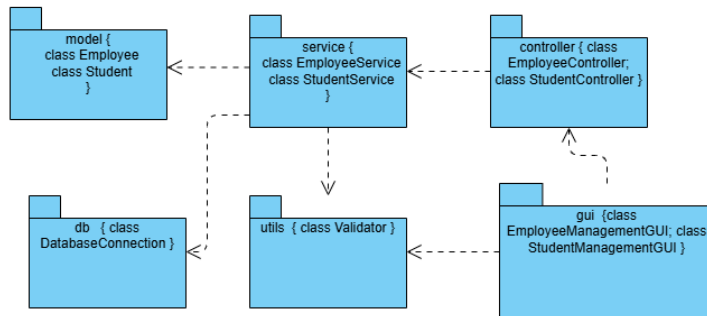 model {
class Employee
class Student
}
service {
class EmployeeService
class StudentService
}
controller { class
EmployeeController;
class StudentController }
db { class
DatabaseConnection }
utils { class Validator }
gui {class
EmployeeManagementGUI; class
StudentManagementGUI }